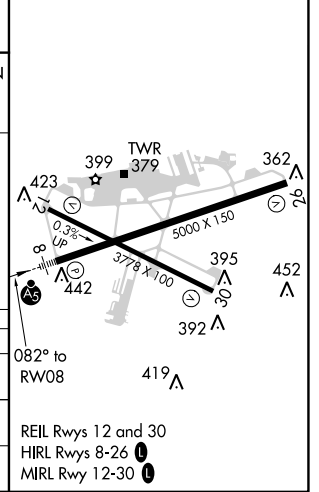 N
TWR
399
379
362
423
12
0.3%
UP
V
5000 X 150
V
26
8
P
3778 X 100
395
A5
442
V
30
452
392
082° to
RW08
419
REIL Rwys 12 and 30
HIRL Rwys 8-26 L
MIRL Rwy 12-30 L